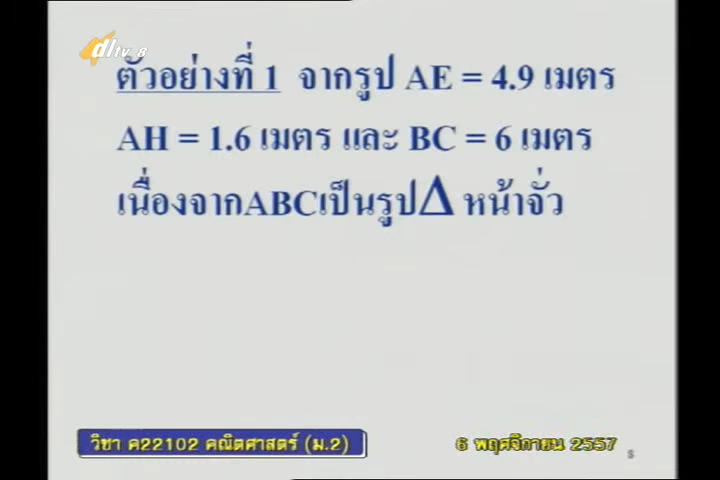 dltv 8
ตัวอย่างที่ 1 จากรูป AE = 4.9 เมตร
AH = 1.6 เมตร และ BC = 6 เมตร
เนื่องจากABCเป็นรูปΔ หน้าจั่ว
วิชา ค22102 คณิตศาสตร์ (ม.2)
6 พฤศจิกายน 2557
s